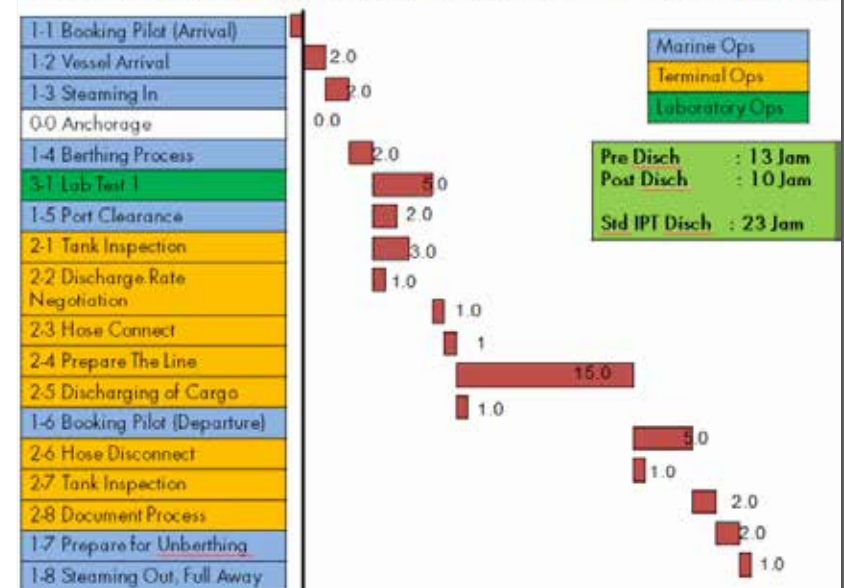 1-1 Booking Pilot (Arrival)
1-2 Vessel Arrival
2.0
1-3 Steaming In
2.0
0-0 Anchorage
0.0
1-4 Berthing Process
2.0
3-1 Lab Test 1
5.0
1-5 Port Clearance
2.0
2-1 Tank Inspection
3.0
2-2 Discharge Rate
Negotiation
1.0
1.0
2-3 Hose Connect
1
2-4 Prepare The Line
15.0
2-5 Discharging of Cargo
1.0
1-6 Booking Pilot (Departure)
5.0
2-6 Hose Disconnect
1.0
2-7 Tank Inspection
2.0
2-8 Document Process
2.0
1-7 Prepare for Unberthing
1.0
1-8 Steaming Out, Full Away
Marine Ops
Terminal Ops
Laboratory Ops
Pre Disch : 13 Jam
Post Disch : 10 Jam
Std IPT Disch : 23 Jam